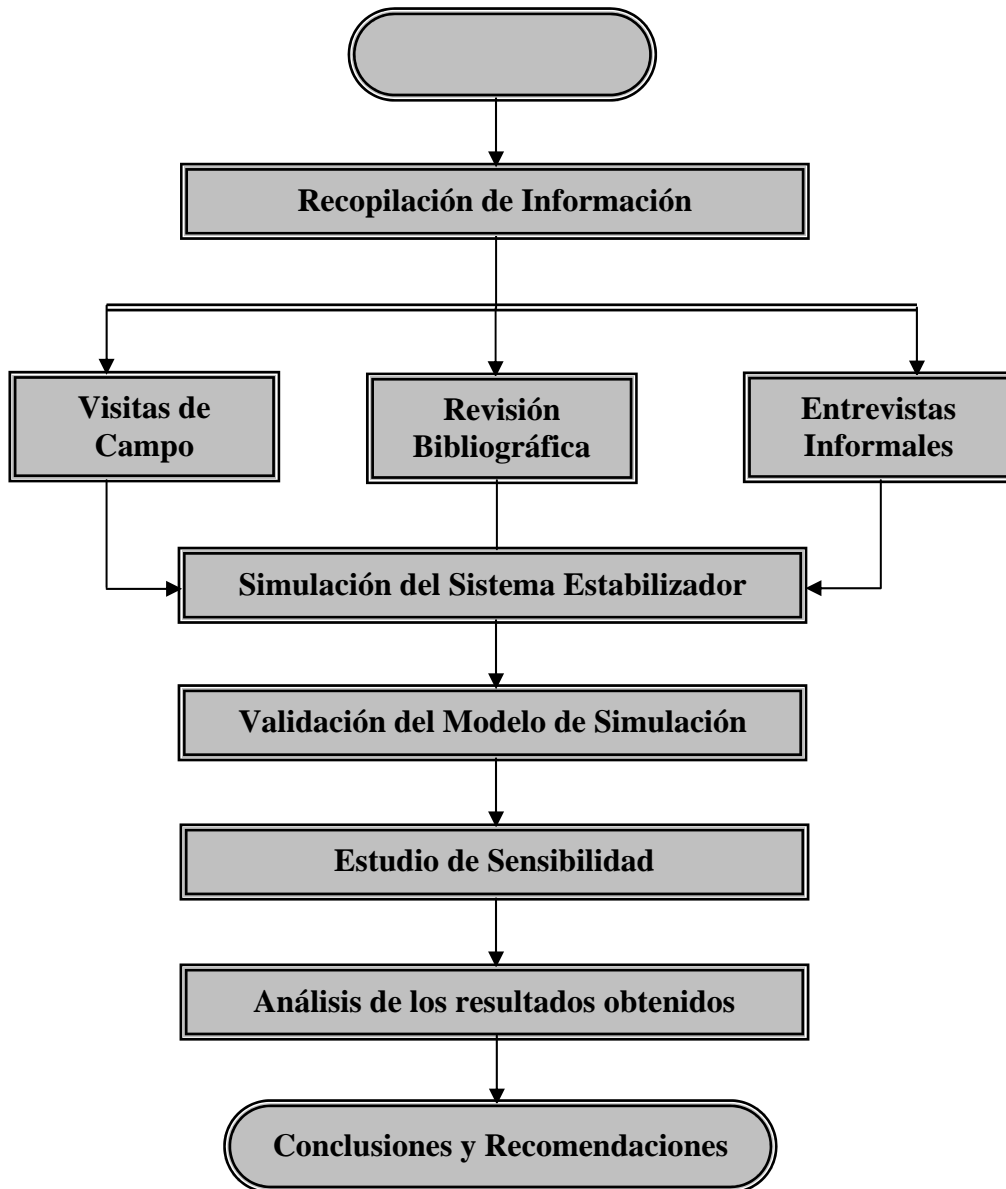 Recopilación de Información
Visitas de
Campo
Revisión
Bibliográfica
Entrevistas
Informales
Simulación del Sistema Estabilizador
Validación del Modelo de Simulación
Estudio de Sensibilidad
Análisis de los resultados obtenidos
Conclusiones y Recomendaciones